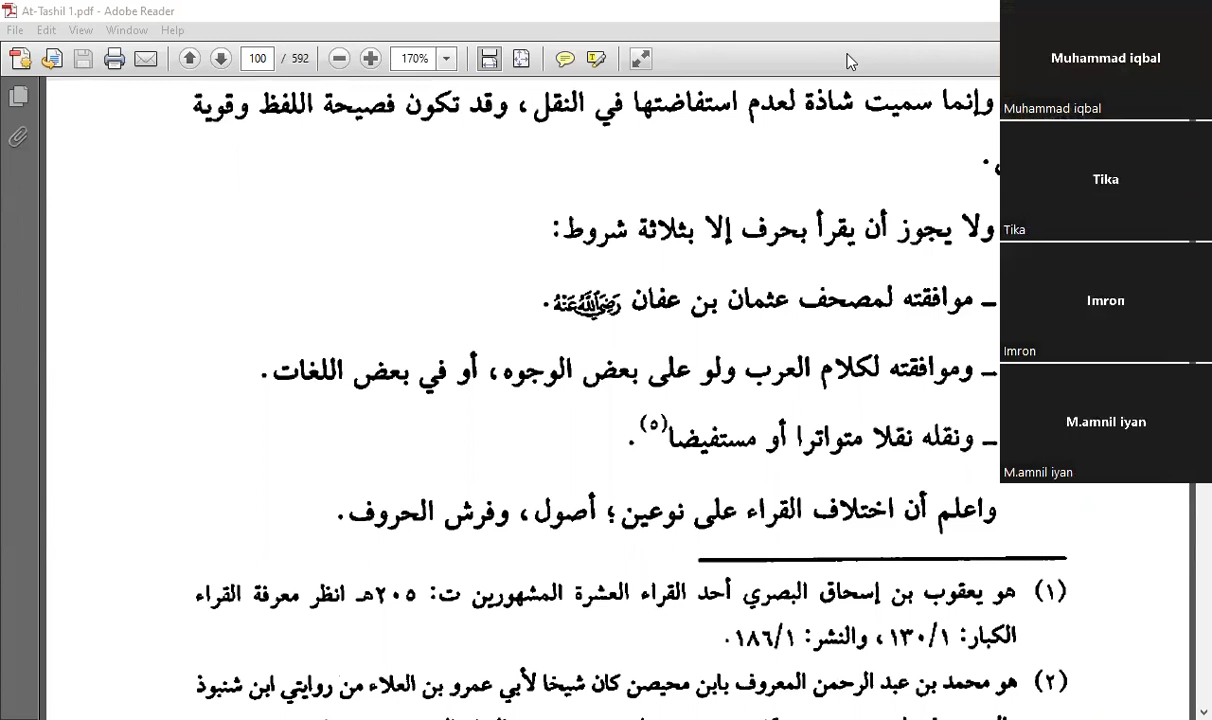 At-Tashil 1.pdf - Adobe Reader
File Edit View Window Help
100 / 592 170%
وإنما سميت شاذة لعدم استفاضتها في النقل، وقد تكون فصيحة اللفظ وقوية
ولا يجوز أن يقرأ بحرف إلا بثلاثة شروط:
ـ موافقته لمصحف عثمان بن عفان رَضِيَاللَّهُعَنْهُ.
ـ وموافقته لكلام العرب ولو على بعض الوجوه، أو في بعض اللغات.
ـ ونقله نقلا متواترا أو مستفيضا(٥).
واعلم أن اختلاف القراء على نوعين؛ أصول، وفرش الحروف.
(١) هو يعقوب بن إسحاق البصري أحد القراء العشرة المشهورين ت: ٢٠٥هـ انظر معرفة القراء
الكبار: ١٣٠/١، والنشر: ١٨٦/١.
(٢) هو محمد بن عبد الرحمن المعروف بابن محيصن كان شيخا لأبي عمرو بن العلاء من روايتي ابن شنبوذ
Muhammad iqbal
Muhammad iqbal
Tika
Tika
Imron
Imron
M.amnil iyan
M.amnil iyan